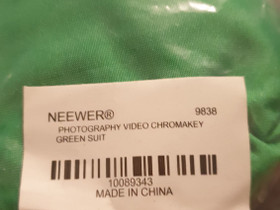 NEEWER® 9838
PHOTOGRAPHY VIDEO CHROMAKEY
GREEN SUIT
10089343
MADE IN CHINA